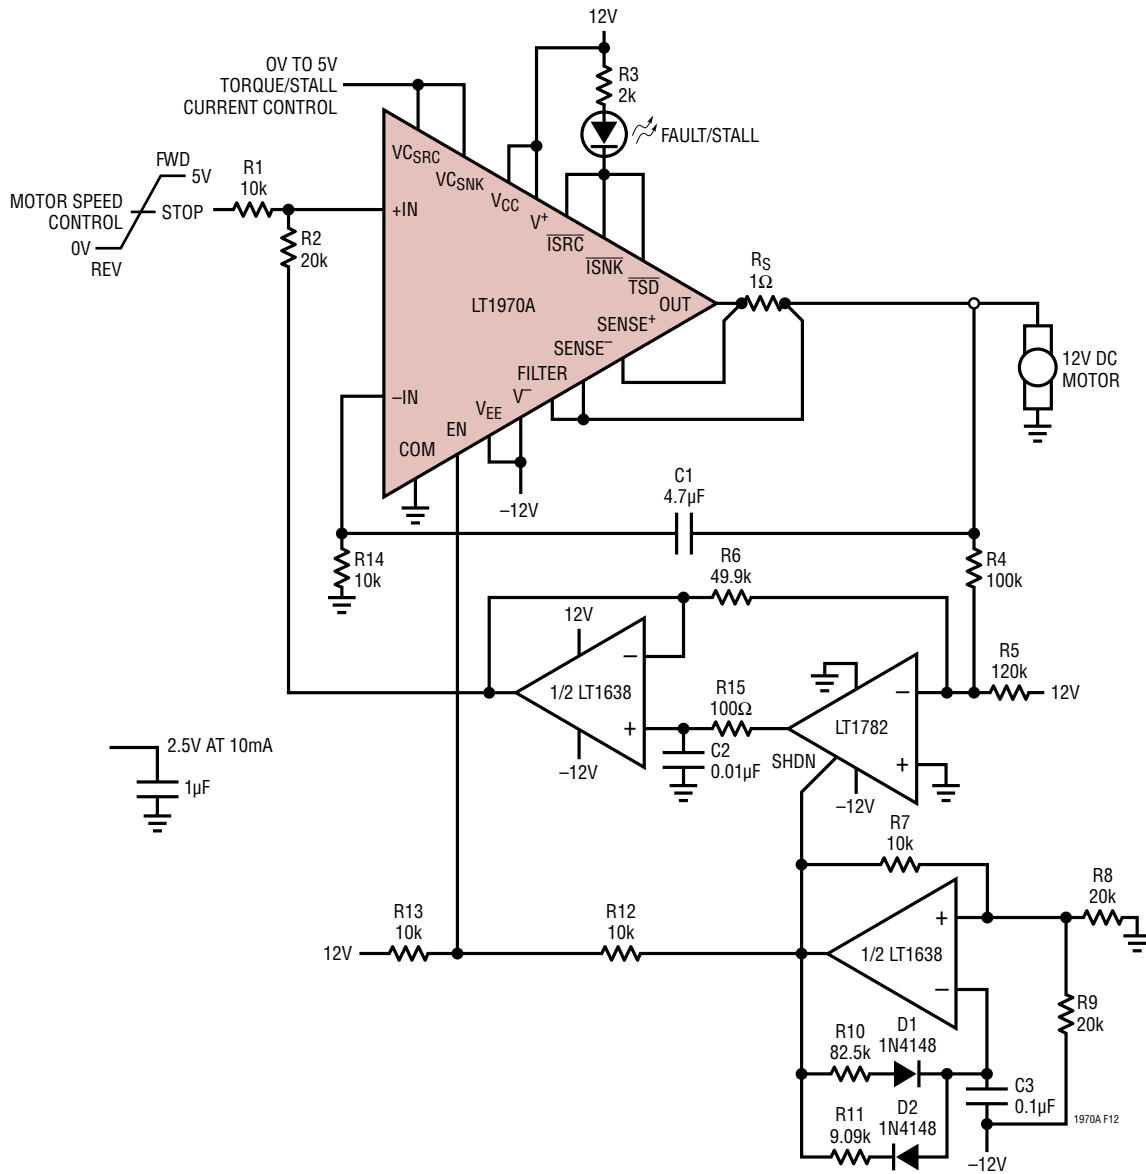 12V
0V TO 5V
TORQUE/STALL
CURRENT CONTROL
R3
2k
FAULT/STALL
VCSRC
VCSNK
VCC
V+
ISRC
ISNK
TSD
OUT
SENSE+
SENSE–
FILTER
V–
VEE
EN
COM
+IN
–IN
LT1970A
FWD
5V
MOTOR SPEED
CONTROL
STOP
0V
REV
R1
10k
R2
20k
RS
1Ω
12V DC
MOTOR
–12V
C1
4.7µF
R14
10k
R4
100k
R6
49.9k
R5
120k
12V
12V
–
+
1/2 LT1638
–12V
R15
100Ω
C2
0.01µF
–
+
LT1782
SHDN
–12V
2.5V AT 10mA
1µF
R7
10k
R8
20k
R9
20k
+
–
1/2 LT1638
R13
10k
12V
R12
10k
R10
82.5k
D1
1N4148
R11
9.09k
D2
1N4148
C3
0.1µF
–12V
1970A F12